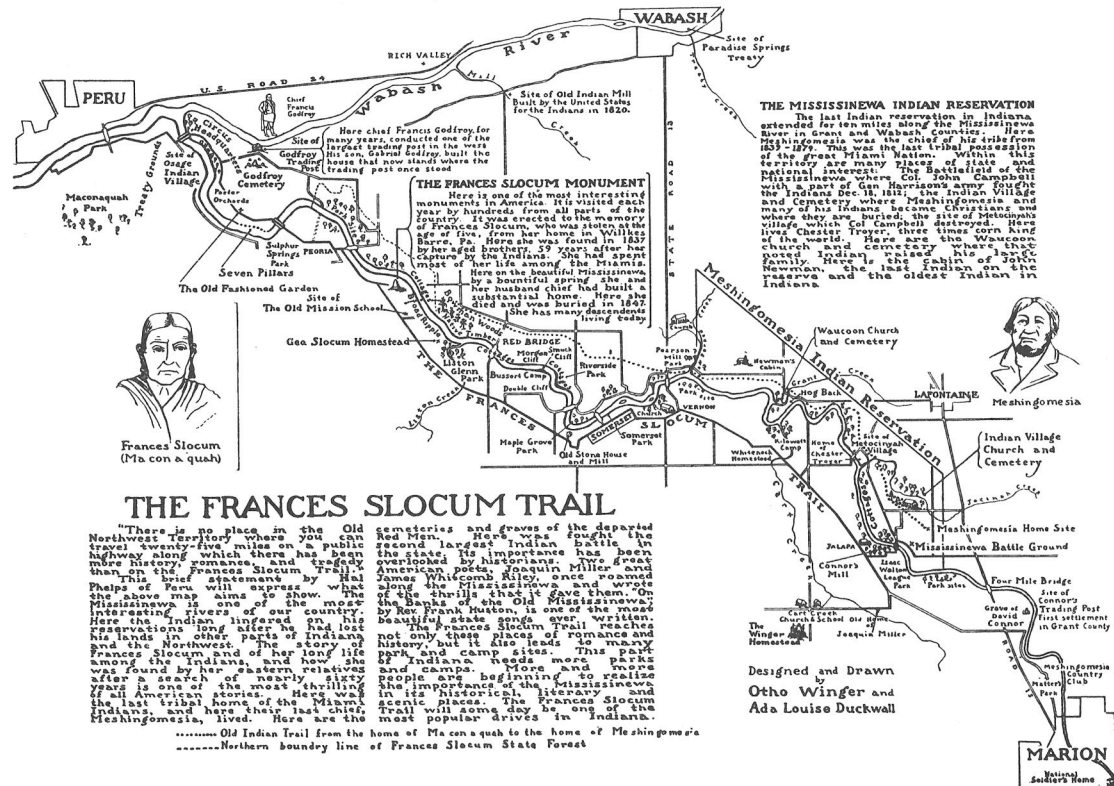 WABASH
Site of
Paradise Springs
Treaty
Treaty Creek
River
RICH VALLEY
Mill
Creek
U.S. ROAD 24
Wabash
PERU
Chief
Francis
Godfroy
Site of Old Indian Mill
Built by the United States
for the Indians in 1820.
STATE ROAD 13
Circus
Headquarters
Treaty Grounds
Site of
Osage
Indian
Village
Site of
Godfroy
Trading
Post
Godfroy
Cemetery
Here chief Francis Godfroy, for
many years, conducted one of the
largest trading post in the west
His son, Gabriel Godfroy, built the
house that now stands where the
trading post once stood
Maconaquah
Park
Peoter
Orchards
Sulphur
Springs
Park
PEORIA
Seven Pillars
The Old Fashioned Garden
Site of
The Old Mission School
THE FRANCES SLOCUM MONUMENT
Here is one of the most interesting
monuments in America. It is visited each
year by hundreds from all parts of the
country. It was erected to the memory
of Frances Slocum, who was stolen at the
age of five, from her home in Willkes
Barre, Pa. Here she was found in 1837
by her aged brothers, 59 years after her
capture by the Indians. She had spent
most of her life among the Miamis.
Here on the beautiful Mississinewa,
by a bountiful spring she and
her husband chief had built a
substantial home. Here she
died and was buried in 1847.
She has many descendents
living today
THE MISSISSINEWA INDIAN RESERVATION
The last Indian reservation in Indiana
extended for ten miles along the Mississinewa
River in Grant and Wabash Counties. Here
Meshingomesia was the chief of his tribe from
1839-1879. This was the last tribal possession
of the great Miami Nation. Within this
territory are many places of state and
national interest: The Battlefield of the
Mississinewa where Col. John Campbell
with a part of Gen Harrison's army fought
the Indians Dec. 18, 1812; the Indian Village
and Cemetery where Meshingomesia and
many of his Indians became Christians and
where they are buried; the site of Metocinyah's
village which Col Campbell destroyed. Here
lives Chester Troyer, three times corn king
of the world. Here are the Waucoon
church and cemetery where that
noted Indian raised his large
family. Here is the cabin of John
Newman, the last Indian on the
reserve and the oldest Indian in
Indiana
Geo Slocum Homestead
Broad Ripple
Cottages
Bowman Woods
Timber
RED BRIDGE
Liston
Glenn
Park
Morgan
Cliff
Smuck
Cliff
Bussort Camp
Double Cliff
Riverside
Park
Liston Creek
THE FRANCES SLOCUM TRAIL
Maple Grove
Park
Old Stone House
and Mill
SOMERSET
Church
Somerset
Park
Pearson
Mill
Park
Church
VERNON
Park Site
Newman's
Cabin
Meshingomesia Indian Reservation
Waucoon Church
and Cemetery
Grant Creek
Hog Back
LAFONTAINE
Meshingomesia
Kilowatt
Camp
Whiteneck
Homestead
Home
of
Chester
Troyer
Site of
Metocinyah
Village
Cottages
Indian Village
Church and
Cemetery
Creek
Meshingomesia Home Site
Mississinewa Battle Ground
JALAPA
Connor's
Mill
Isaac
Walton
League
Park
Park
Sites
Four Mile Bridge
Site of
Connor's
Trading Post
First settlement
in Grant County
Grave of
David
Connor
Cart Creek
Church & School
Old Home
of
Joaquin Miller
The
Winger
Homestead
ROAD
Matter's
Park
Meshingomesia
Country
Club
MARION
National
Soldier's Home
Frances Slocum
(Ma con a quah)
THE FRANCES SLOCUM TRAIL
"There is no place in the Old
Northwest Territory where you can
travel twenty-five miles on a public
highway along which there has been
more history, romance, and tragedy
than on the Frances Slocum Trail."
This brief statement by Hal
Phelps of Peru will express what
the above map aims to show. The
Mississinewa is one of the most
interesting rivers of our country.
Here the Indian lingered on his
reservations long after he had lost
his lands in other parts of Indiana
and the Northwest. The story of
Frances Slocum and of her long life
among the Indians, and how she
was found by her eastern relatives
after a search of nearly sixty
years is one of the most thrilling
of all American stories. Here was
the last tribal home of the Miami
Indians, and here their last chief,
Meshingomesia, lived. Here are the
cemeteries and graves of the departed
Red Men. Here was fought the
second largest Indian battle in
the state. Its importance has been
overlooked by historians. Two great
American poets, Joaquin Miller and
James Whitcomb Riley, once roamed
along the Mississinewa and wrote
of the thrills that it gave them. "On
the Banks of the Old Mississinewa",
by Rev. Frank Huston, is one of the most
beautiful state songs ever written.
The Frances Slocum Trail reaches
not only these places of romance and
history, but it also leads to many
park and camp sites. This part
of Indiana needs more parks
and camps. More and more
people are beginning to realize
the importance of the Mississinewa
in its historical, literary and
scenic places. The Frances Slocum
Trail will some day be one of the
most popular drives in Indiana.
Designed and Drawn
by
Otho Winger and
Ada Louise Duckwall
Old Indian Trail from the home of Ma con a quah to the home of Meshingomesia
Northern boundry line of Frances Slocum State Forest